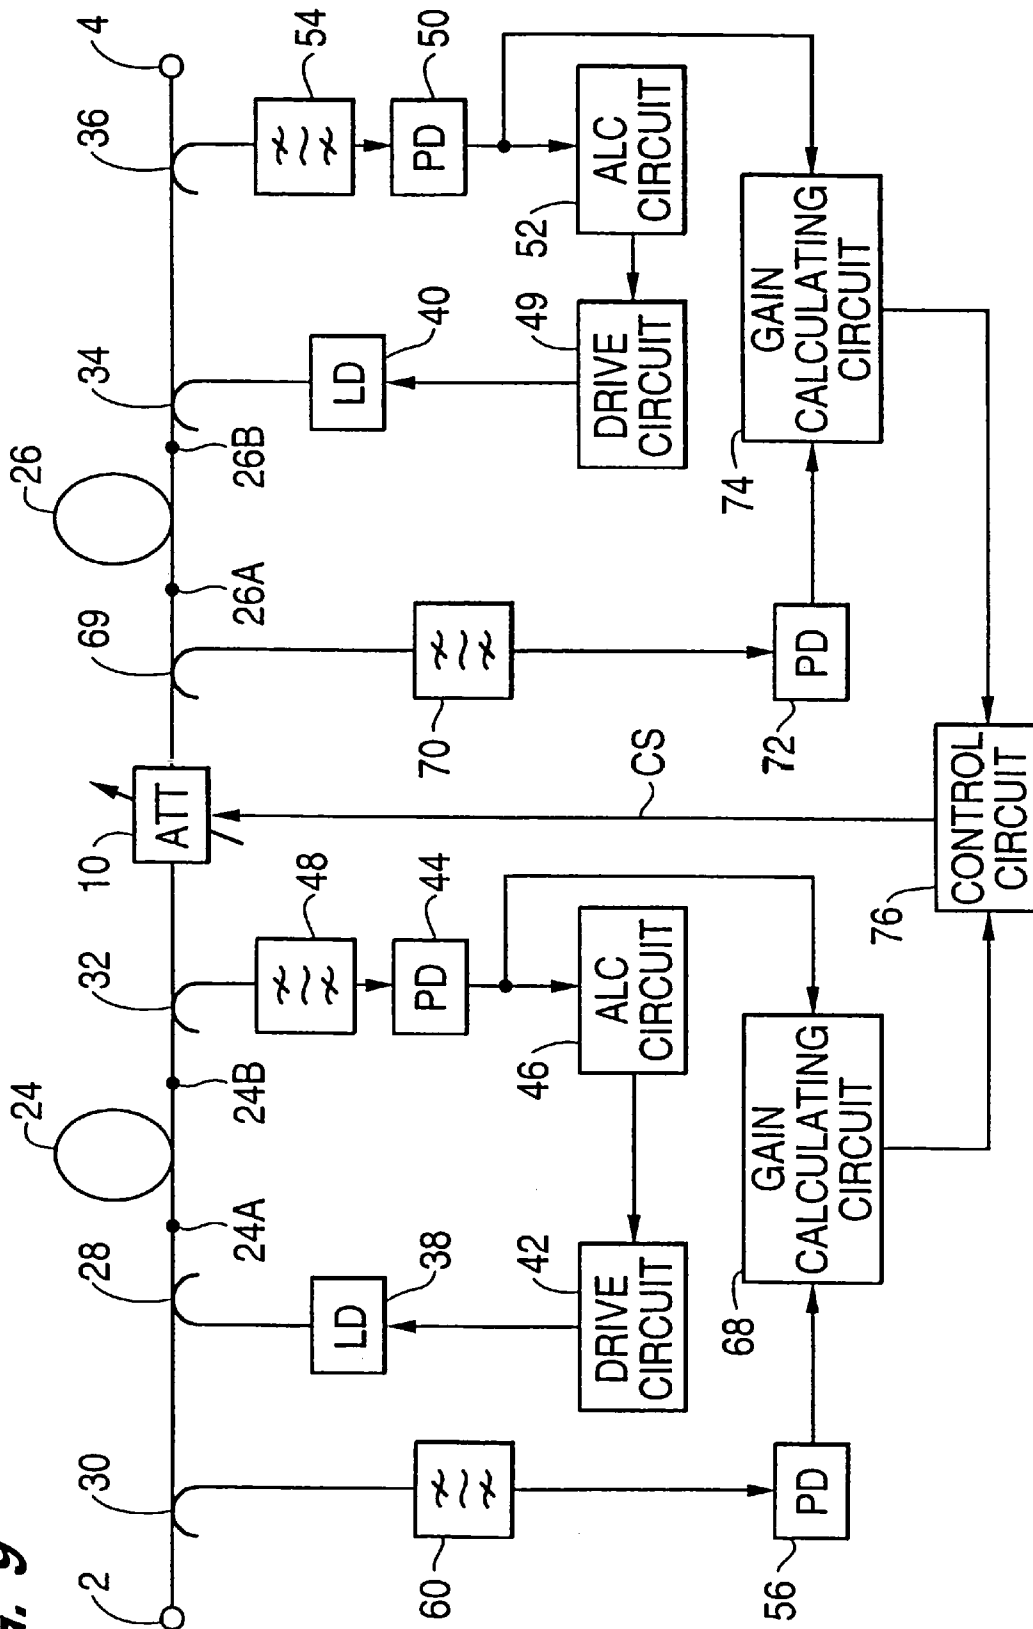 g. 9
2
30
28
24A
24
24B
32
10
ATT
69
26A
26
26B
34
36
4
60
LD
38
48
PD
44
70
LD
40
54
PD
50
CS
56
PD
DRIVE
CIRCUIT
42
ALC
CIRCUIT
46
68
GAIN
CALCULATING
CIRCUIT
72
PD
DRIVE
CIRCUIT
49
ALC
CIRCUIT
52
74
GAIN
CALCULATING
CIRCUIT
76
CONTROL
CIRCUIT